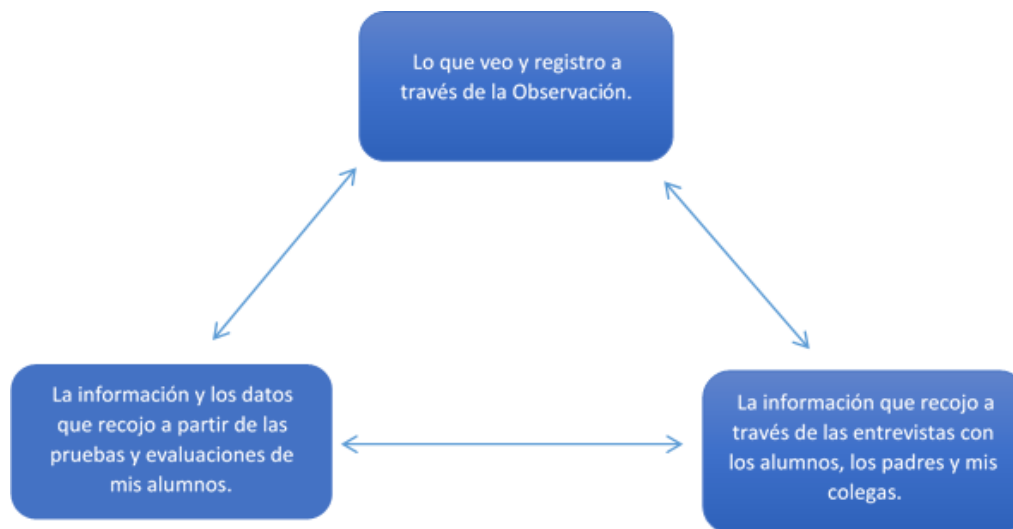 Lo que veo y registro a
través de la Observación.
La información y los datos
que recojo a partir de las
pruebas y evaluaciones de
mis alumnos.
La información que recojo a
través de las entrevistas con
los alumnos, los padres y mis
colegas.